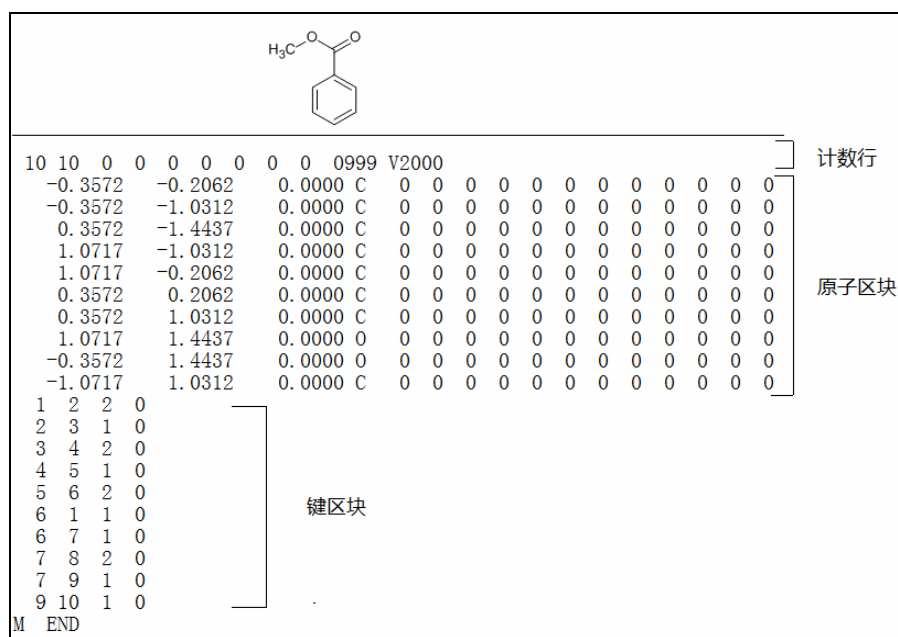 H3C O O
10 10 0 0 0 0 0 0 0 0999 V2000 计数行
-0.3572 -0.2062 0.0000 C 0 0 0 0 0 0 0 0 0 0 0 0
-0.3572 -1.0312 0.0000 C 0 0 0 0 0 0 0 0 0 0 0 0
0.3572 -1.4437 0.0000 C 0 0 0 0 0 0 0 0 0 0 0 0
1.0717 -1.0312 0.0000 C 0 0 0 0 0 0 0 0 0 0 0 0
1.0717 -0.2062 0.0000 C 0 0 0 0 0 0 0 0 0 0 0 0
0.3572 0.2062 0.0000 C 0 0 0 0 0 0 0 0 0 0 0 0
原子区块
0.3572 1.0312 0.0000 C 0 0 0 0 0 0 0 0 0 0 0 0
1.0717 1.4437 0.0000 O 0 0 0 0 0 0 0 0 0 0 0 0
-0.3572 1.4437 0.0000 O 0 0 0 0 0 0 0 0 0 0 0 0
-1.0717 1.0312 0.0000 C 0 0 0 0 0 0 0 0 0 0 0 0
1 2 2 0
2 3 1 0
3 4 2 0
4 5 1 0
5 6 2 0
6 1 1 0
键区块
6 7 1 0
7 8 2 0
7 9 1 0
9 10 1 0
M END